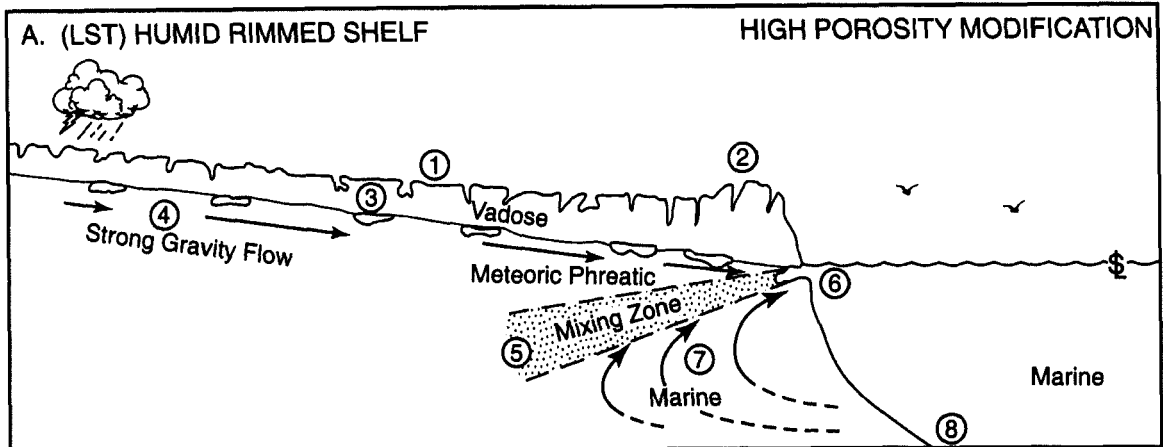 A. (LST) HUMID RIMMED SHELF
HIGH POROSITY MODIFICATION
1
2
3
Vadose
4
Strong Gravity Flow
Meteoric Phreatic
6
Mixing Zone
5
7
Marine
Marine
8